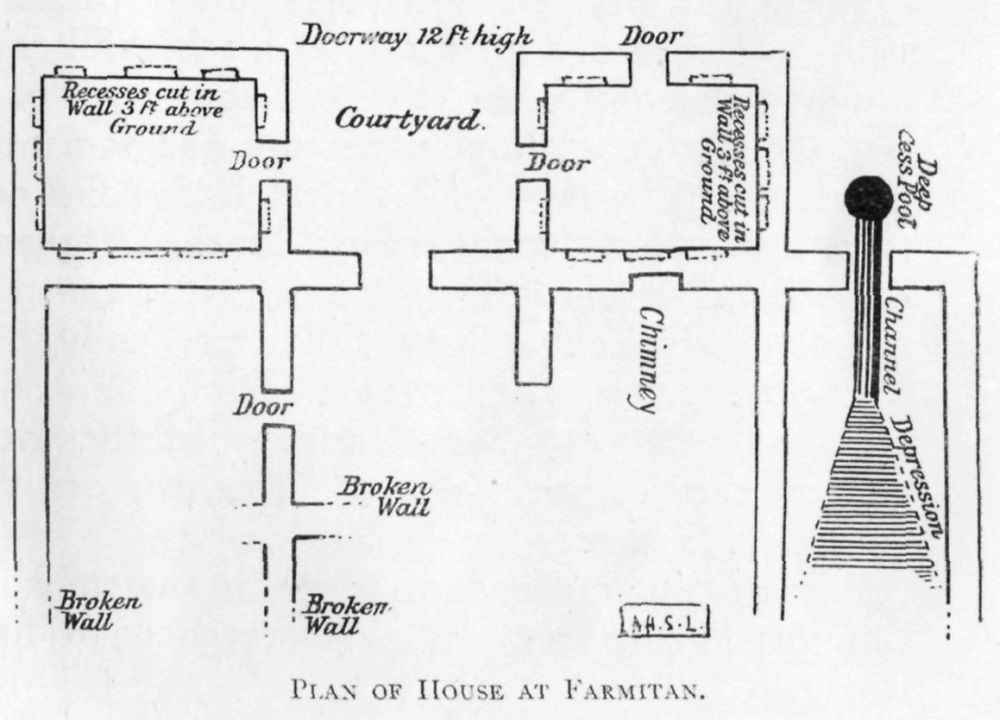 Doorway 12 ft high
Door
Recesses cut in
Wall 3 ft above
Ground
Courtyard.
Door
Door
Recesses cut in
Wall 3 ft above
Ground
Deep
Cess Pool
Channel
Chimney
Door
Depression
Broken
Wall
Broken
Wall
Broken
Wall
A.H.S.L.
PLAN OF HOUSE AT FARMITAN.